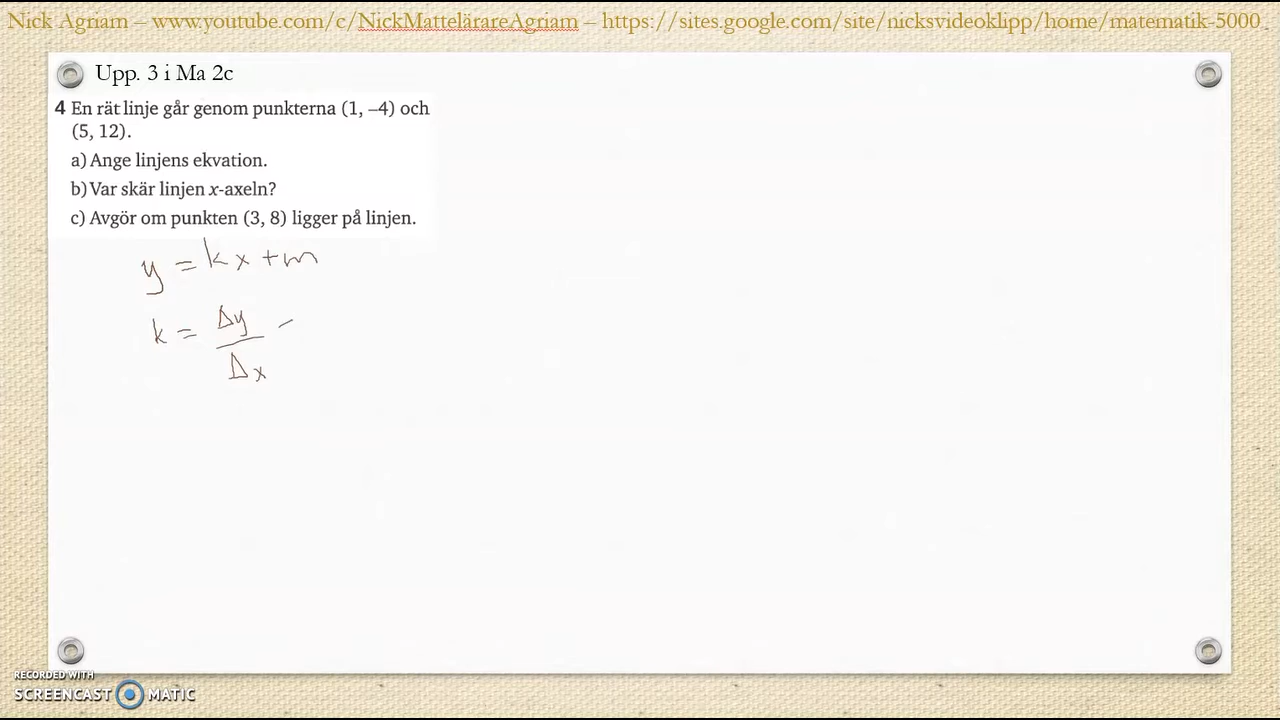 Nick Agriam – www.youtube.com/c/NickMattelärareAgriam – https://sites.google.com/site/nicksvideoklipp/home/matematik-5000
Upp. 3 i Ma 2c
4 En rät linje går genom punkterna (1, –4) och
(5, 12).
a) Ange linjens ekvation.
b) Var skär linjen x-axeln?
c) Avgör om punkten (3, 8) ligger på linjen.
y = kx + m
k = Δy / Δx =
RECORDED WITH
SCREENCAST MATIC